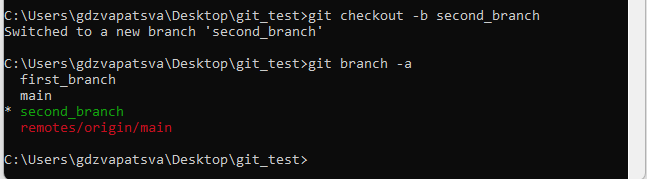 C:\Users\gdzvapatsva\Desktop\git_test>git checkout -b second_branch
Switched to a new branch 'second_branch'
C:\Users\gdzvapatsva\Desktop\git_test>git branch -a
first_branch
main
* second_branch
remotes/origin/main
C:\Users\gdzvapatsva\Desktop\git_test>